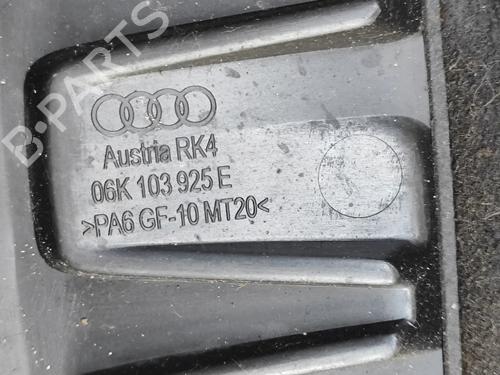 B-PARTS
Austria RK4
06K 103 925 E
>PA6 GF-10 MT20<